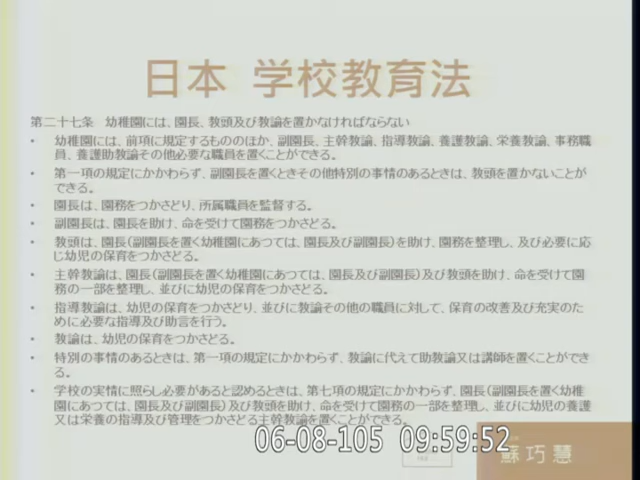 日本 学校教育法
第二十七条 幼稚園には、園長、教頭及び教諭を置かなければならない
• 幼稚園には、前項に規定するもののほか、副園長、主幹教諭、指導教諭、養護教諭、栄養教諭、事務職
員、養護助教諭その他必要な職員を置くことができる。
• 第一項の規定にかかわらず、副園長を置くときその他特別の事情のあるときは、教頭を置かないことが
できる。
• 園長は、園務をつかさどり、所属職員を監督する。
• 副園長は、園長を助け、命を受けて園務をつかさどる。
• 教頭は、園長(副園長を置く幼稚園にあつては、園長及び副園長)を助け、園務を整理し、及び必要に応
じ幼児の保育をつかさどる。
• 主幹教諭は、園長(副園長を置く幼稚園にあつては、園長及び副園長)及び教頭を助け、命を受けて園
務の一部を整理し、並びに幼児の保育をつかさどる。
• 指導教諭は、幼児の保育をつかさどり、並びに教諭その他の職員に対して、保育の改善及び充実のた
めに必要な指導及び助言を行う。
• 教諭は、幼児の保育をつかさどる。
• 特別の事情のあるときは、第一項の規定にかかわらず、教諭に代えて助教諭又は講師を置くことができ
る。
• 学校の実情に照らし必要があると認めるときは、第七項の規定にかかわらず、園長(副園長を置く幼稚
園にあつては、園長及び副園長)及び教頭を助け、命を受けて園務の一部を整理し、並びに幼児の養護
又は栄養の指導及び管理をつかさどる主幹教諭を置くことができる。
06-08-105 09:59:52
蘇巧慧